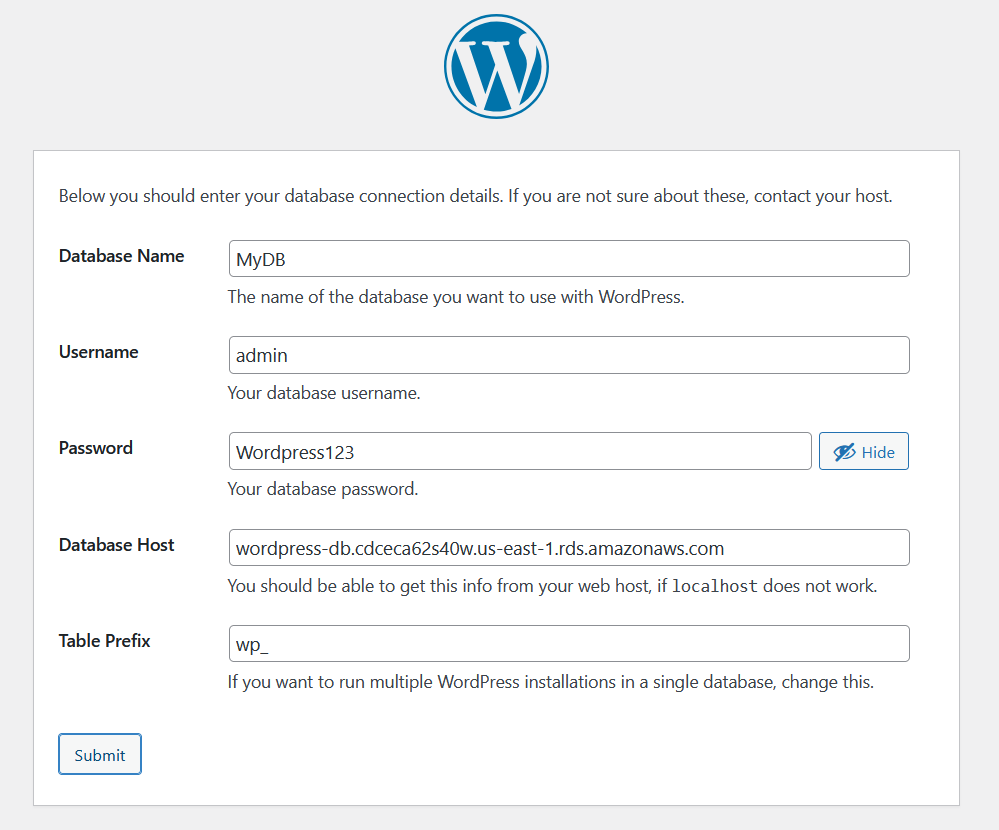 Below you should enter your database connection details. If you are not sure about these, contact your host.
Database Name
MyDB
The name of the database you want to use with WordPress.
Username
admin
Your database username.
Password
Wordpress123
Hide
Your database password.
Database Host
wordpress-db.cdceca62s40w.us-east-1.rds.amazonaws.com
You should be able to get this info from your web host, if localhost does not work.
Table Prefix
wp_
If you want to run multiple WordPress installations in a single database, change this.
Submit